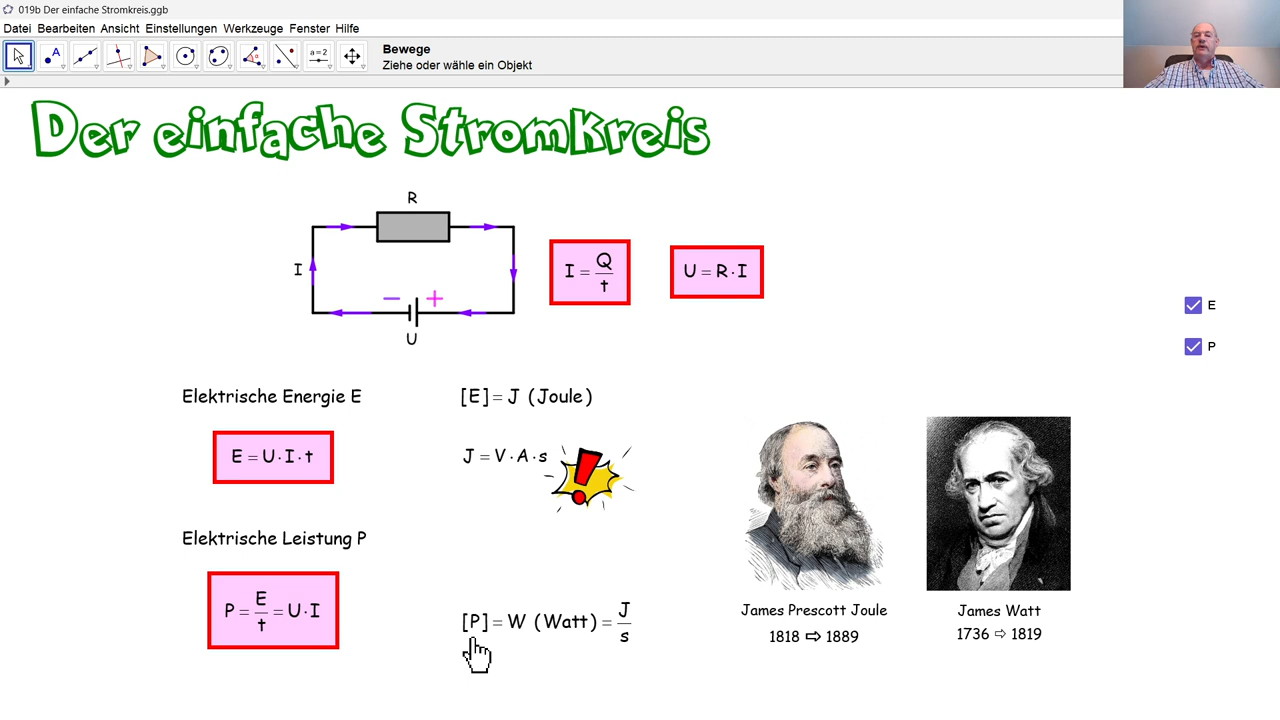 019b Der einfache Stromkreis.ggb
Datei Bearbeiten Ansicht Einstellungen Werkzeuge Fenster Hilfe
A
a=2
Bewege
Ziehe oder wähle ein Objekt
Der einfache Stromkreis
R
I
− +
U
I = Q/t
U = R · I
E
P
Elektrische Energie E
[E] = J (Joule)
E = U · I · t
J = V · A · s
Elektrische Leistung P
P = E/t = U · I
[P] = W (Watt) = J/s
James Prescott Joule
1818 ⇨ 1889
James Watt
1736 ⇨ 1819